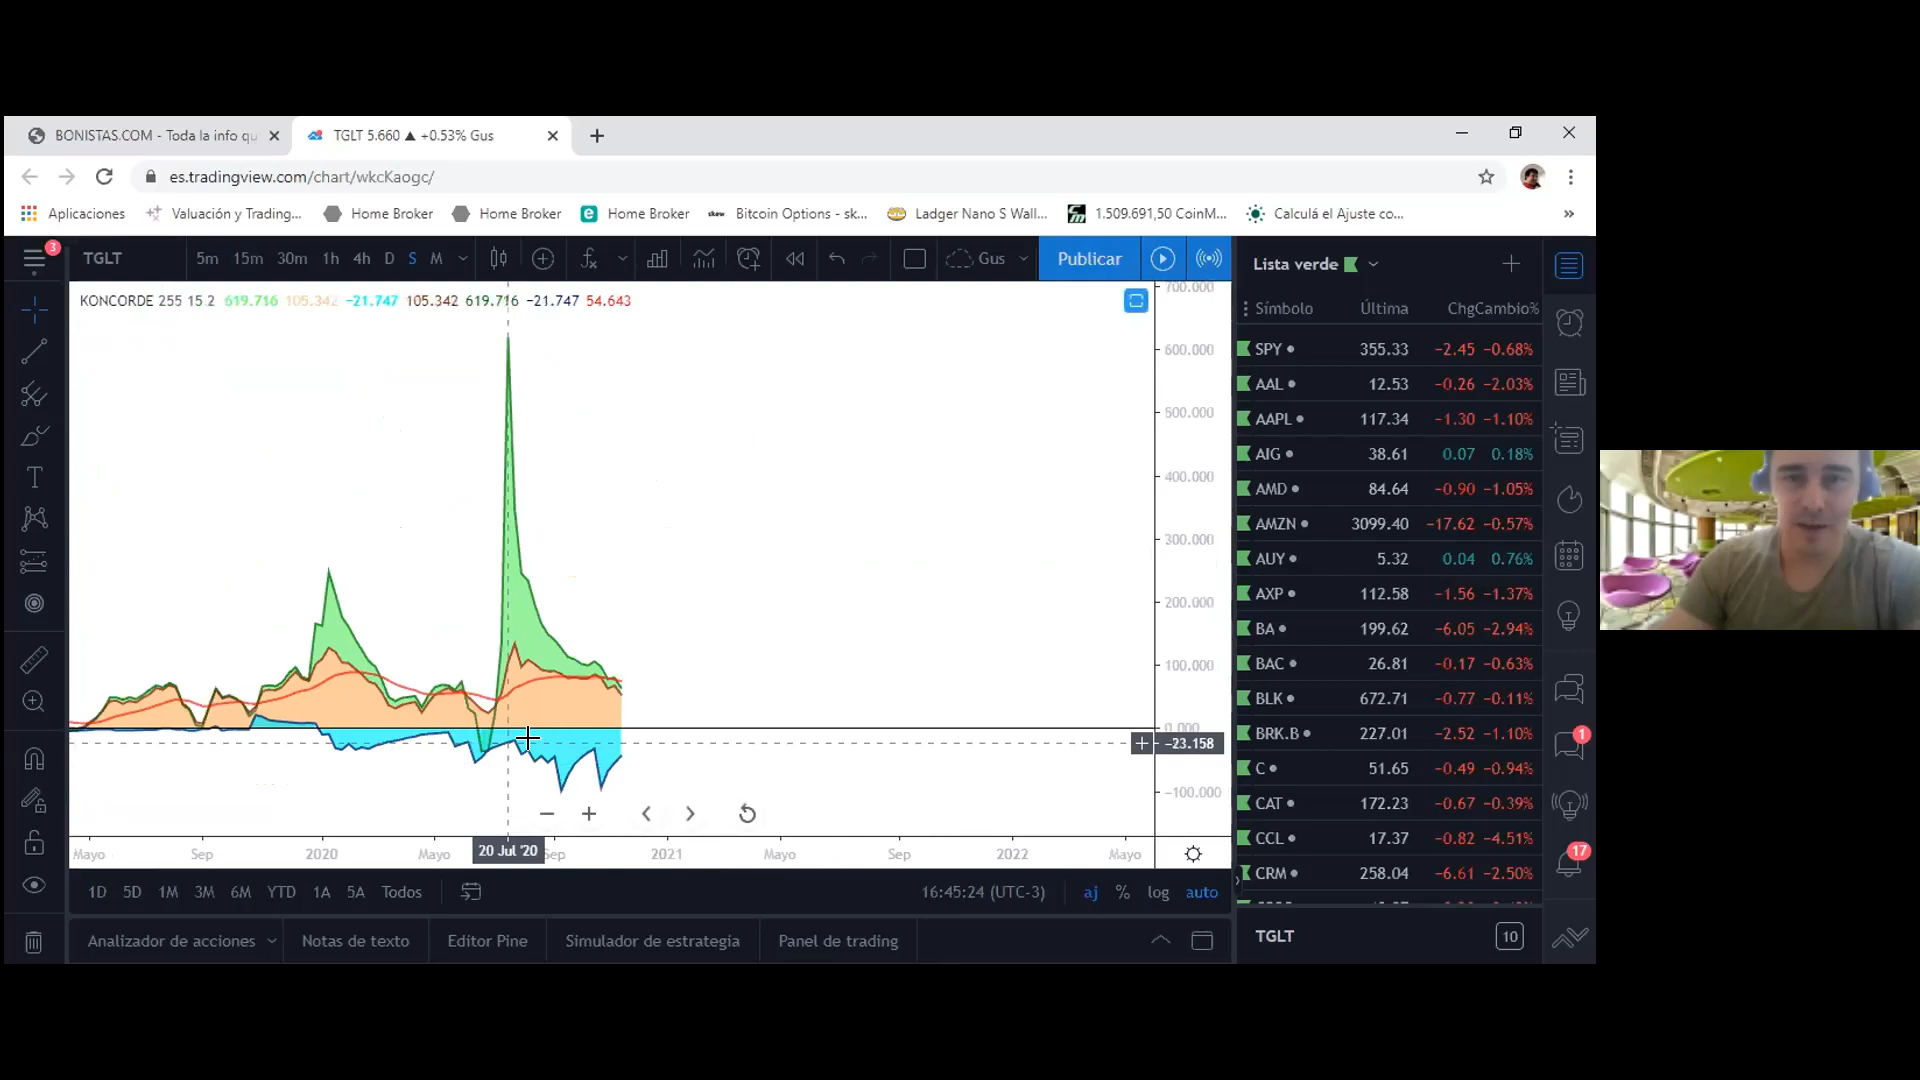 BONISTAS.COM - Toda la info qu
TGLT 5.660 ▲ +0.53% Gus
es.tradingview.com/chart/wkcKaogc/
Aplicaciones
Valuación y Trading...
Home Broker
Home Broker
Home Broker
skew Bitcoin Options - sk...
Ladger Nano S Wall...
1.509.691,50 CoinM...
Calculá el Ajuste co...
»
3
TGLT 5m 15m 30m 1h 4h D S M
Gus
Publicar
Lista verde
KONCORDE 255 15 2 619.716 105.342 −21.747 105.342 619.716 −21.747 54.643
Símbolo Última Chg Cambio%
SPY 355.33 −2.45 −0.68%
AAL 12.53 −0.26 −2.03%
AAPL 117.34 −1.30 −1.10%
AIG 38.61 0.07 0.18%
AMD 84.64 −0.90 −1.05%
AMZN 3099.40 −17.62 −0.57%
AUY 5.32 0.04 0.76%
AXP 112.58 −1.56 −1.37%
BA 199.62 −6.05 −2.94%
BAC 26.81 −0.17 −0.63%
BLK 672.71 −0.77 −0.11%
BRK.B 227.01 −2.52 −1.10%
C 51.65 −0.49 −0.94%
CAT 172.23 −0.67 −0.39%
CCL 17.37 −0.82 −4.51%
CRM 258.04 −6.61 −2.50%
700.000
600.000
500.000
400.000
300.000
200.000
100.000
0.000
−23.158
−100.000
1
17
Mayo Sep 2020 Mayo 20 Jul '20 Sep 2021 Mayo Sep 2022 Mayo
1D 5D 1M 3M 6M YTD 1A 5A Todos
16:45:24 (UTC-3) aj % log auto
Analizador de acciones Notas de texto Editor Pine Simulador de estrategia Panel de trading
TGLT 10